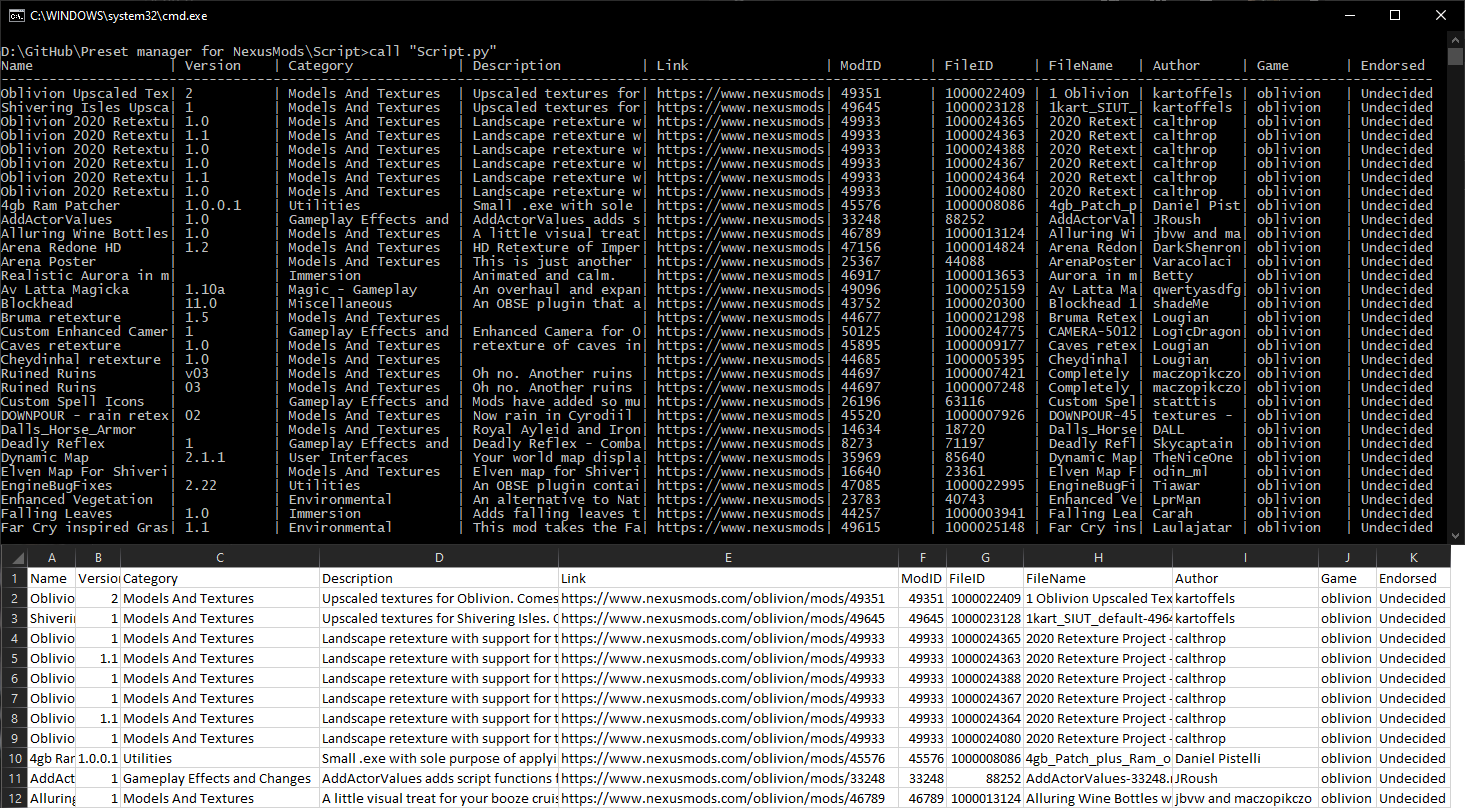 C:\WINDOWS\system32\cmd.exe
D:\GitHub\Preset manager for NexusMods\Script>call "Script.py"
Name | Version | Category | Description | Link | ModID | FileID | FileName | Author | Game | Endorsed
Oblivion Upscaled Tex| 2 | Models And Textures | Upscaled textures for| https://www.nexusmods| 49351 | 1000022409 | 1 Oblivion | kartoffels | oblivion | Undecided
Shivering Isles Upsca| 1 | Models And Textures | Upscaled textures for| https://www.nexusmods| 49645 | 1000023128 | 1kart_SIUT_| kartoffels | oblivion | Undecided
Oblivion 2020 Retextu| 1.0 | Models And Textures | Landscape retexture w| https://www.nexusmods| 49933 | 1000024365 | 2020 Retext| calthrop | oblivion | Undecided
Oblivion 2020 Retextu| 1.1 | Models And Textures | Landscape retexture w| https://www.nexusmods| 49933 | 1000024363 | 2020 Retext| calthrop | oblivion | Undecided
Oblivion 2020 Retextu| 1.0 | Models And Textures | Landscape retexture w| https://www.nexusmods| 49933 | 1000024388 | 2020 Retext| calthrop | oblivion | Undecided
Oblivion 2020 Retextu| 1.0 | Models And Textures | Landscape retexture w| https://www.nexusmods| 49933 | 1000024367 | 2020 Retext| calthrop | oblivion | Undecided
Oblivion 2020 Retextu| 1.1 | Models And Textures | Landscape retexture w| https://www.nexusmods| 49933 | 1000024364 | 2020 Retext| calthrop | oblivion | Undecided
Oblivion 2020 Retextu| 1.0 | Models And Textures | Landscape retexture w| https://www.nexusmods| 49933 | 1000024080 | 2020 Retext| calthrop | oblivion | Undecided
4gb Ram Patcher | 1.0.0.1 | Utilities | Small .exe with sole | https://www.nexusmods| 45576 | 1000008086 | 4gb_Patch_p| Daniel Pist| oblivion | Undecided
AddActorValues | 1.0 | Gameplay Effects and | AddActorValues adds s| https://www.nexusmods| 33248 | 88252 | AddActorVal| JRoush | oblivion | Undecided
Alluring Wine Bottles| 1.0 | Models And Textures | A little visual treat| https://www.nexusmods| 46789 | 1000013124 | Alluring Wi| jbvw and ma| oblivion | Undecided
Arena Redone HD | 1.2 | Models And Textures | HD Retexture of Imper| https://www.nexusmods| 47156 | 1000014824 | Arena Redon| DarkShenron| oblivion | Undecided
Arena Poster | | Models And Textures | This is just another | https://www.nexusmods| 25367 | 44088 | ArenaPoster| Varacolaci | oblivion | Undecided
Realistic Aurora in m| | Immersion | Animated and calm. | https://www.nexusmods| 46917 | 1000013653 | Aurora in m| Betty | oblivion | Undecided
Av Latta Magicka | 1.10a | Magic - Gameplay | An overhaul and expan| https://www.nexusmods| 49096 | 1000025159 | Av Latta Ma| qwertyasdfg| oblivion | Undecided
Blockhead | 11.0 | Miscellaneous | An OBSE plugin that a| https://www.nexusmods| 43752 | 1000020300 | Blockhead 1| shadeMe | oblivion | Undecided
Bruma retexture | 1.5 | Models And Textures | | https://www.nexusmods| 44677 | 1000021298 | Bruma Retex| Lougian | oblivion | Undecided
Custom Enhanced Camer| 1 | Gameplay Effects and | Enhanced Camera for O| https://www.nexusmods| 50125 | 1000024775 | CAMERA-5012| LogicDragon| oblivion | Undecided
Caves retexture | 1.0 | Models And Textures | retexture of caves in| https://www.nexusmods| 45895 | 1000009177 | Caves retex| Lougian | oblivion | Undecided
Cheydinhal retexture | 1.0 | Models And Textures | | https://www.nexusmods| 44685 | 1000005395 | Cheydinhal | Lougian | oblivion | Undecided
Ruined Ruins | v03 | Models And Textures | Oh no. Another ruins | https://www.nexusmods| 44697 | 1000007421 | Completely | maczopikczo| oblivion | Undecided
Ruined Ruins | 03 | Models And Textures | Oh no. Another ruins | https://www.nexusmods| 44697 | 1000007248 | Completely | maczopikczo| oblivion | Undecided
Custom Spell Icons | | Gameplay Effects and | Mods have added so mu| https://www.nexusmods| 26196 | 63116 | Custom Spel| statttis | oblivion | Undecided
DOWNPOUR - rain retex| 02 | Models And Textures | Now rain in Cyrodiil | https://www.nexusmods| 45520 | 1000007926 | DOWNPOUR-45| textures - | oblivion | Undecided
Dalls_Horse_Armor | | Models And Textures | Royal Ayleid and Iron| https://www.nexusmods| 14634 | 18720 | Dalls_Horse| DALL | oblivion | Undecided
Deadly Reflex | 1 | Gameplay Effects and | Deadly Reflex - Comba| https://www.nexusmods| 8273 | 71197 | Deadly Refl| Skycaptain | oblivion | Undecided
Dynamic Map | 2.1.1 | User Interfaces | Your world map displa| https://www.nexusmods| 35969 | 85640 | Dynamic Map| TheNiceOne | oblivion | Undecided
Elven Map For Shiveri| | Models And Textures | Elven map for Shiveri| https://www.nexusmods| 16640 | 23361 | Elven Map F| odin_ml | oblivion | Undecided
EngineBugFixes | 2.22 | Utilities | An OBSE plugin contai| https://www.nexusmods| 47085 | 1000022995 | EngineBugFi| Tiawar | oblivion | Undecided
Enhanced Vegetation | | Environmental | An alternative to Nat| https://www.nexusmods| 23783 | 40743 | Enhanced Ve| LprMan | oblivion | Undecided
Falling Leaves | 1.0 | Immersion | Adds falling leaves t| https://www.nexusmods| 44257 | 1000003941 | Falling Lea| Carah | oblivion | Undecided
Far Cry inspired Gras| 1.1 | Environmental | This mod takes the Fa| https://www.nexusmods| 49615 | 1000025148 | Far Cry ins| Laulajatar | oblivion | Undecided
A B C D E F G H I J K
1 Name Version Category Description Link ModID FileID FileName Author Game Endorsed
2 Oblivio 2 Models And Textures Upscaled textures for Oblivion. Comes https://www.nexusmods.com/oblivion/mods/49351 49351 1000022409 1 Oblivion Upscaled Tex kartoffels oblivion Undecided
3 Shiveri 1 Models And Textures Upscaled textures for Shivering Isles. C https://www.nexusmods.com/oblivion/mods/49645 49645 1000023128 1kart_SIUT_default-4964 kartoffels oblivion Undecided
4 Oblivio 1 Models And Textures Landscape retexture with support for t https://www.nexusmods.com/oblivion/mods/49933 49933 1000024365 2020 Retexture Project - calthrop oblivion Undecided
5 Oblivio 1.1 Models And Textures Landscape retexture with support for t https://www.nexusmods.com/oblivion/mods/49933 49933 1000024363 2020 Retexture Project - calthrop oblivion Undecided
6 Oblivio 1 Models And Textures Landscape retexture with support for t https://www.nexusmods.com/oblivion/mods/49933 49933 1000024388 2020 Retexture Project - calthrop oblivion Undecided
7 Oblivio 1 Models And Textures Landscape retexture with support for t https://www.nexusmods.com/oblivion/mods/49933 49933 1000024367 2020 Retexture Project - calthrop oblivion Undecided
8 Oblivio 1.1 Models And Textures Landscape retexture with support for t https://www.nexusmods.com/oblivion/mods/49933 49933 1000024364 2020 Retexture Project - calthrop oblivion Undecided
9 Oblivio 1 Models And Textures Landscape retexture with support for t https://www.nexusmods.com/oblivion/mods/49933 49933 1000024080 2020 Retexture Project - calthrop oblivion Undecided
10 4gb Rar 1.0.0.1 Utilities Small .exe with sole purpose of applyi https://www.nexusmods.com/oblivion/mods/45576 45576 1000008086 4gb_Patch_plus_Ram_o Daniel Pistelli oblivion Undecided
11 AddAct 1 Gameplay Effects and Changes AddActorValues adds script functions f https://www.nexusmods.com/oblivion/mods/33248 33248 88252 AddActorValues-33248. JRoush oblivion Undecided
12 Alluring 1 Models And Textures A little visual treat for your booze cruis https://www.nexusmods.com/oblivion/mods/46789 46789 1000013124 Alluring Wine Bottles w jbvw and maczopikczo oblivion Undecided